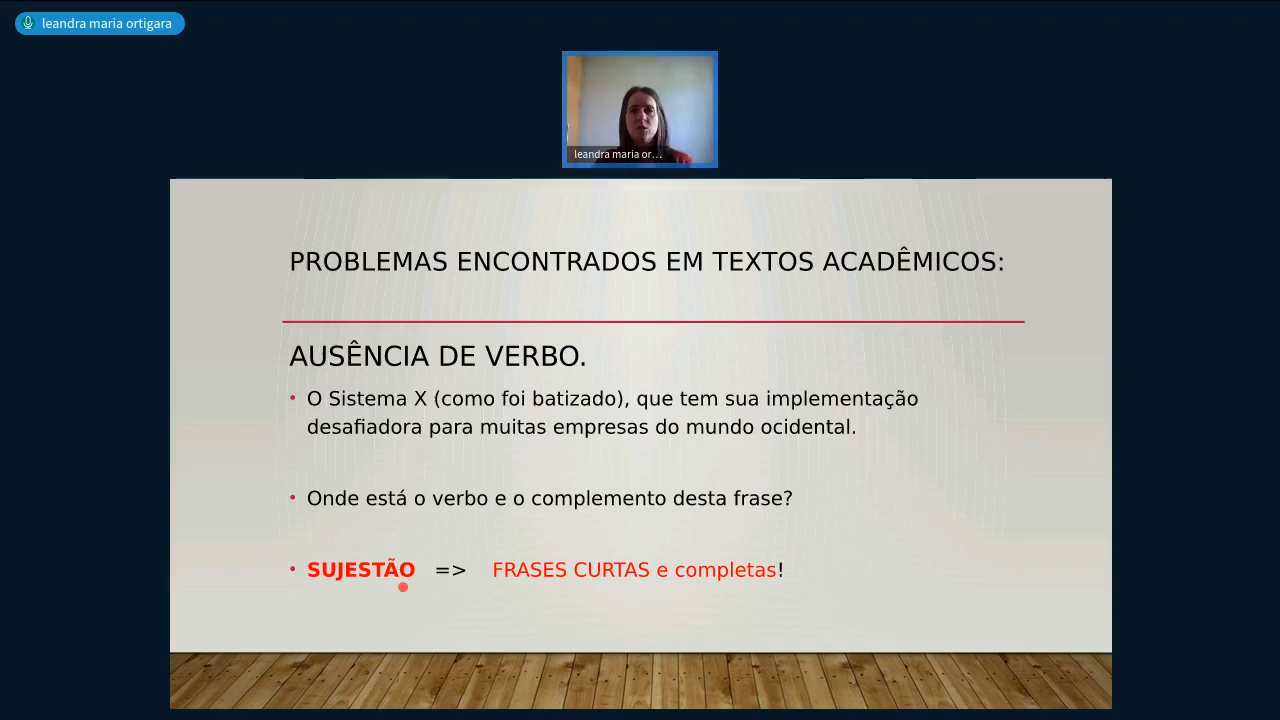 leandra maria ortigara
leandra maria or...
PROBLEMAS ENCONTRADOS EM TEXTOS ACADÊMICOS:
AUSÊNCIA DE VERBO.
• O Sistema X (como foi batizado), que tem sua implementação
desafiadora para muitas empresas do mundo ocidental.
• Onde está o verbo e o complemento desta frase?
• SUJESTÃO => FRASES CURTAS e completas!